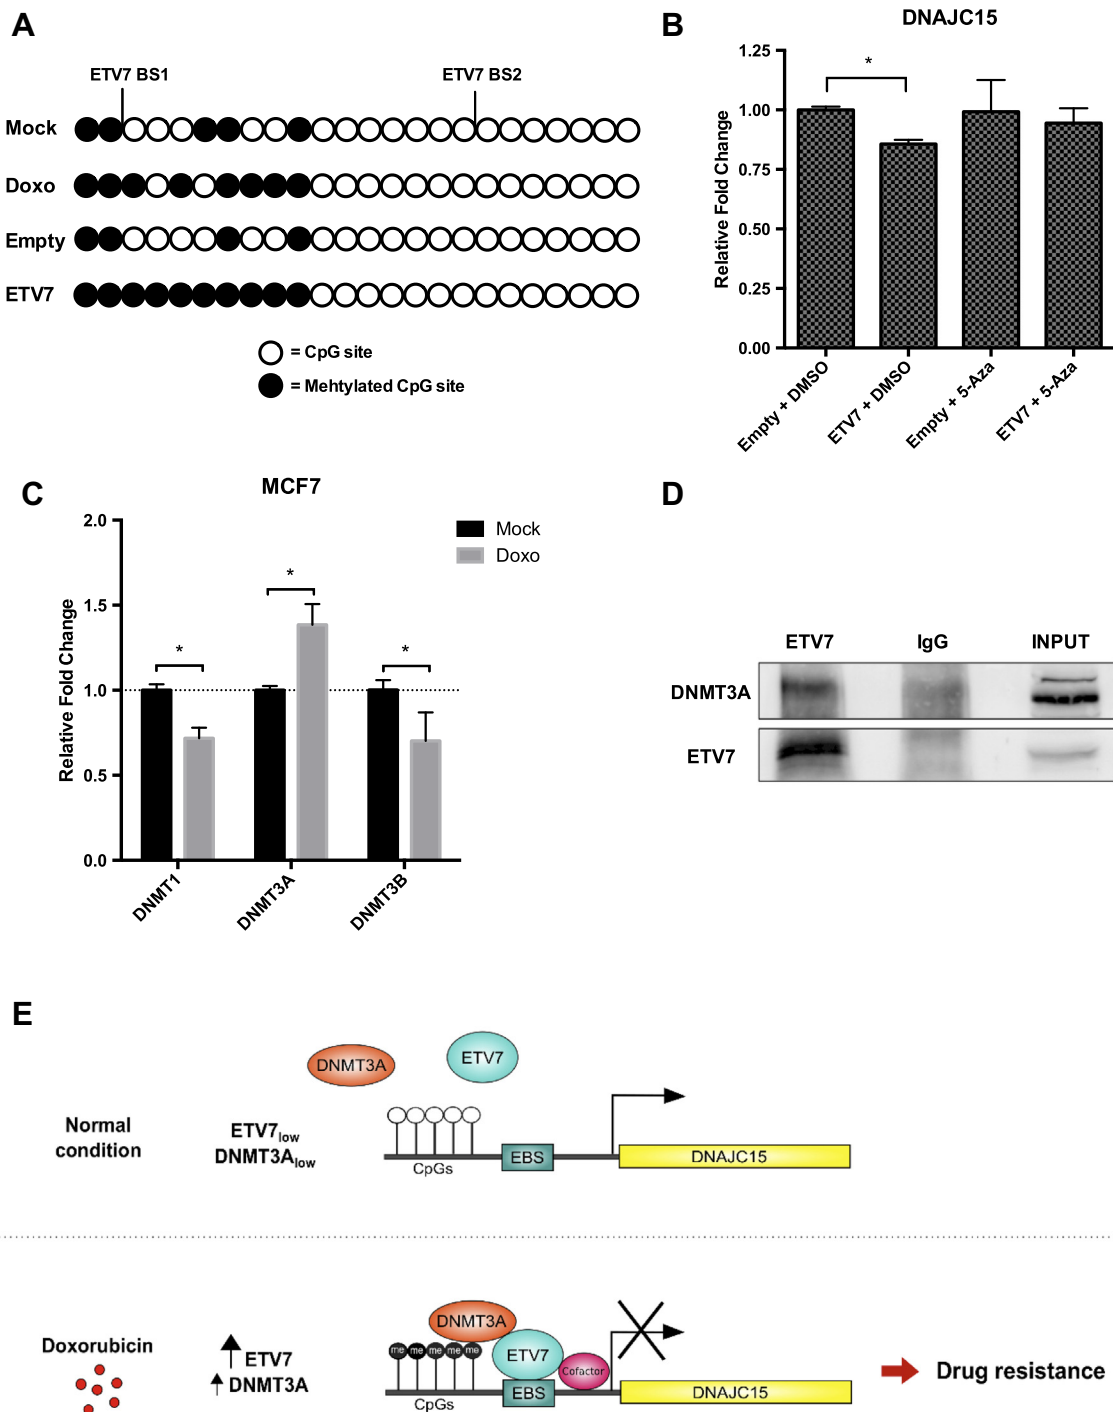 A
ETV7 BS1
ETV7 BS2
Mock
Doxo
Empty
ETV7
= CpG site
= Mehtylated CpG site
B
DNAJC15
Relative Fold Change
1.25
1.00
0.75
0.50
0.25
0.00
*
Empty + DMSO
ETV7 + DMSO
Empty + 5-Aza
ETV7 + 5-Aza
C
MCF7
Relative Fold Change
2.0
1.5
1.0
0.5
0.0
*
*
*
Mock
Doxo
DNMT1
DNMT3A
DNMT3B
D
ETV7 IgG INPUT
DNMT3A
ETV7
E
DNMT3A
ETV7
Normal
condition
ETV7low
DNMT3Alow
CpGs
EBS
DNAJC15
Doxorubicin
ETV7
DNMT3A
DNMT3A
me me me me me
ETV7
Cofactor
CpGs
EBS
DNAJC15
Drug resistance